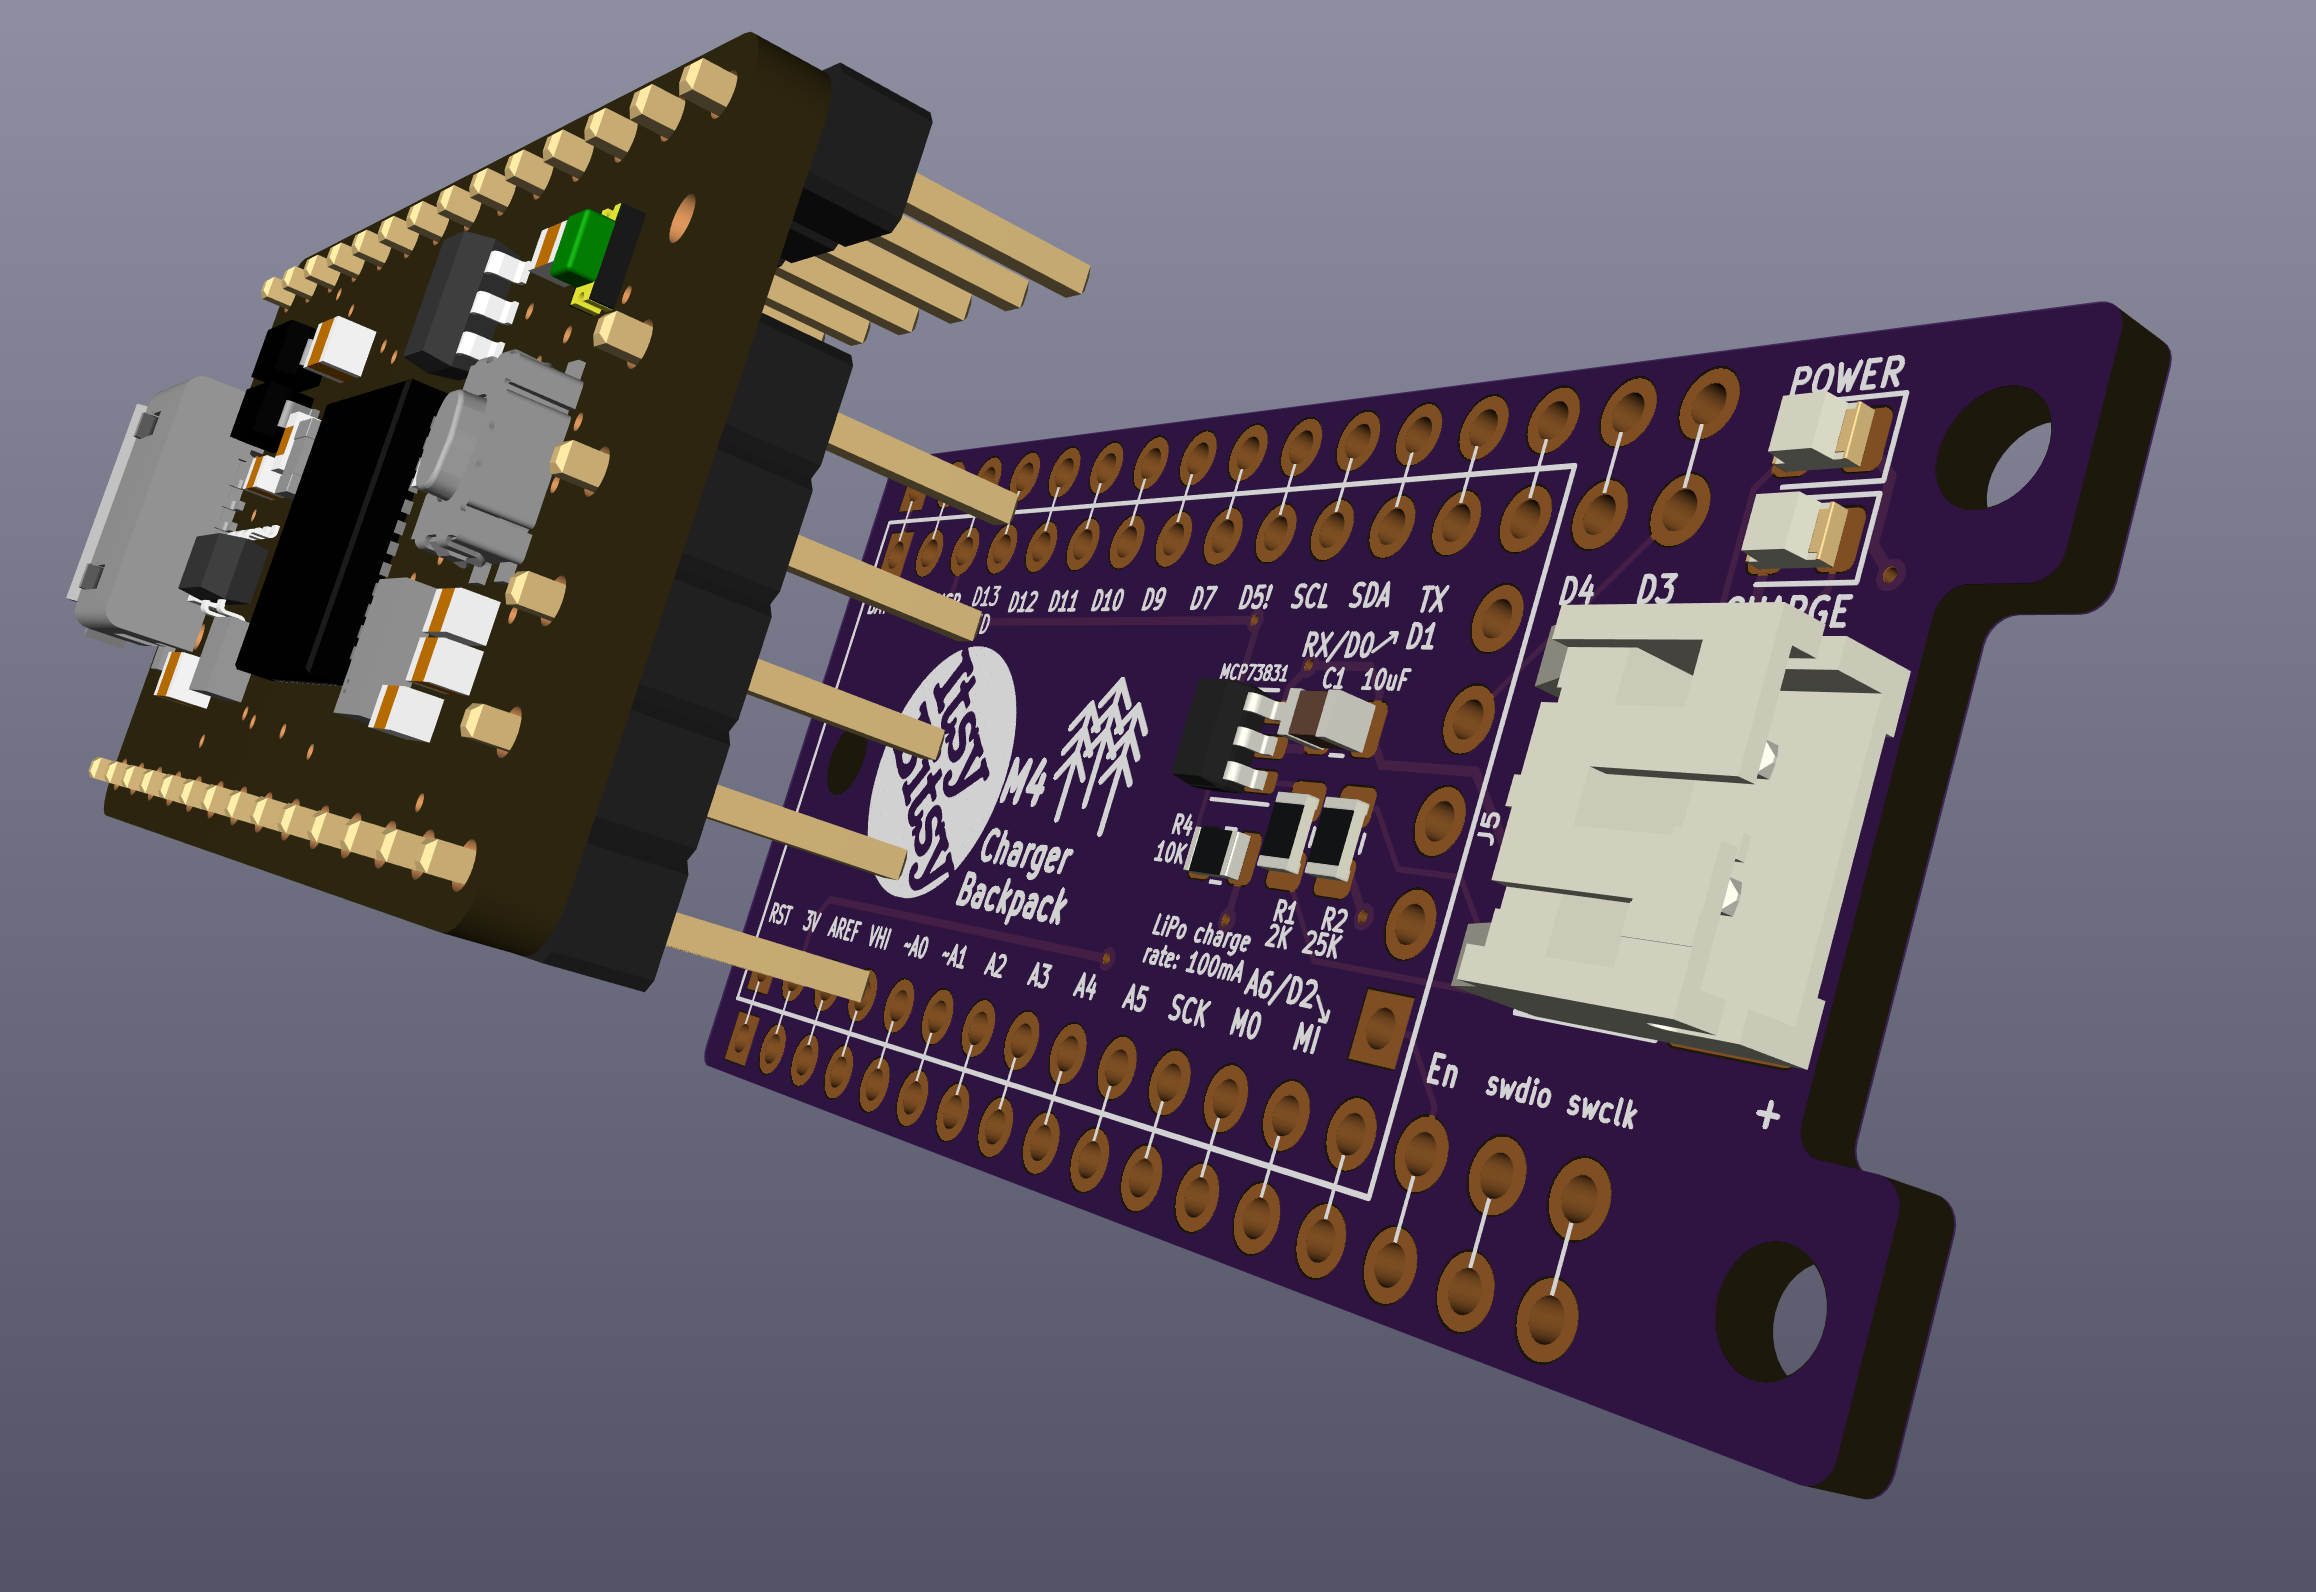 POWER
CHARGE
D4 D3
D13 D12 D11 D10 D9 D7 D5! SCL SDA TX
RX/D0 D1
MCP73831
C1 10uF
M4
Charger
Backpack
J5
R4
10K
R1 R2
2K 25K
LiPo charge
rate: 100mA
RST 3V AREF VHI ~A0 ~A1 A2 A3 A4 A5 SCK MO MI
A6/D2
En swdio swclk
+